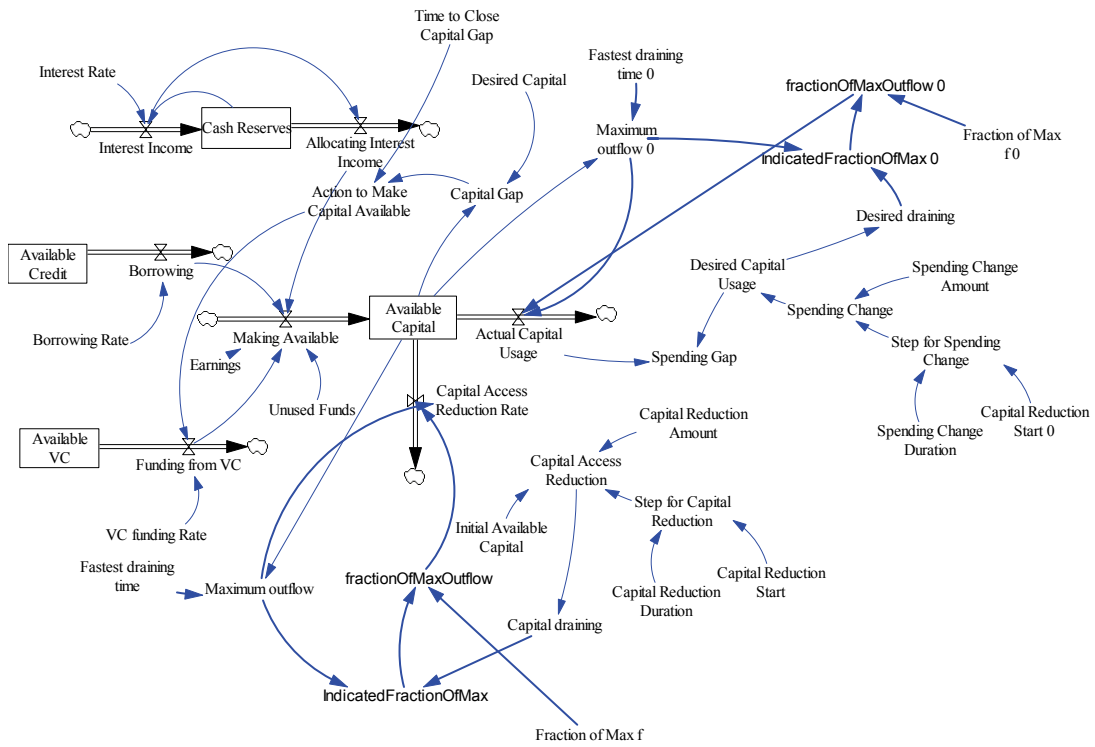 Time to Close
Capital Gap
Interest Rate
Desired Capital
Fastest draining
time 0
fractionOfMaxOutflow 0
Cash Reserves
Interest Income
Allocating Interest
Income
Maximum
outflow 0
Fraction of Max
f 0
IndicatedFractionOfMax 0
Action to Make
Capital Available
Capital Gap
Desired draining
Available
Credit
Borrowing
Desired Capital
Usage
Spending Change
Amount
Available
Capital
Spending Change
Borrowing Rate
Making Available
Actual Capital
Usage
Spending Gap
Step for Spending
Change
Earnings
Unused Funds
Capital Access
Reduction Rate
Capital Reduction
Amount
Spending Change
Duration
Capital Reduction
Start 0
Available
VC
Funding from VC
Capital Access
Reduction
Initial Available
Capital
Step for Capital
Reduction
VC funding Rate
Fastest draining
time
Maximum outflow
fractionOfMaxOutflow
Capital Reduction
Duration
Capital Reduction
Start
Capital draining
IndicatedFractionOfMax
Fraction of Max f